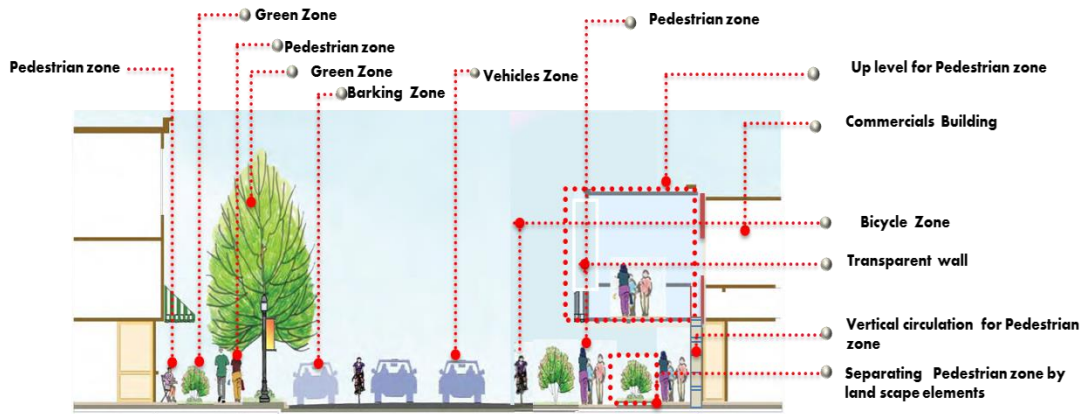 Green Zone
Pedestrian zone
Pedestrian zone
Pedestrian zone
Green Zone
Barking Zone
Vehicles Zone
Up level for Pedestrian zone
Commercials Building
Bicycle Zone
Transparent wall
Vertical circulation for Pedestrian
zone
Separating Pedestrian zone by
land scape elements